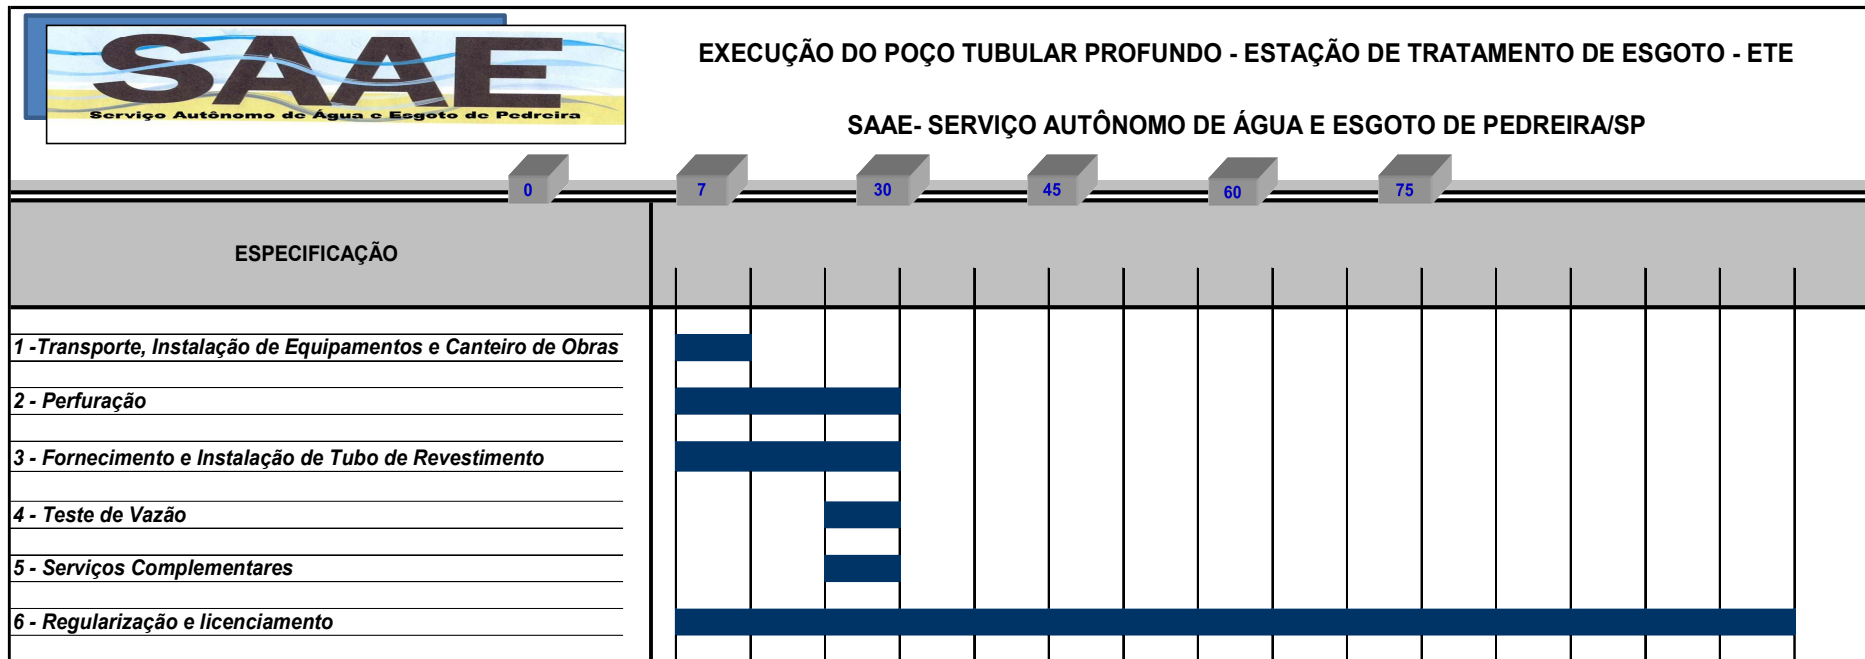 SAAE
Serviço Autônomo de Água e Esgoto de Pedreira
EXECUÇÃO DO POÇO TUBULAR PROFUNDO - ESTAÇÃO DE TRATAMENTO DE ESGOTO - ETE
SAAE- SERVIÇO AUTÔNOMO DE ÁGUA E ESGOTO DE PEDREIRA/SP
0 7 30 45 60 75
ESPECIFICAÇÃO
1 -Transporte, Instalação de Equipamentos e Canteiro de Obras
2 - Perfuração
3 - Fornecimento e Instalação de Tubo de Revestimento
4 - Teste de Vazão
5 - Serviços Complementares
6 - Regularização e licenciamento